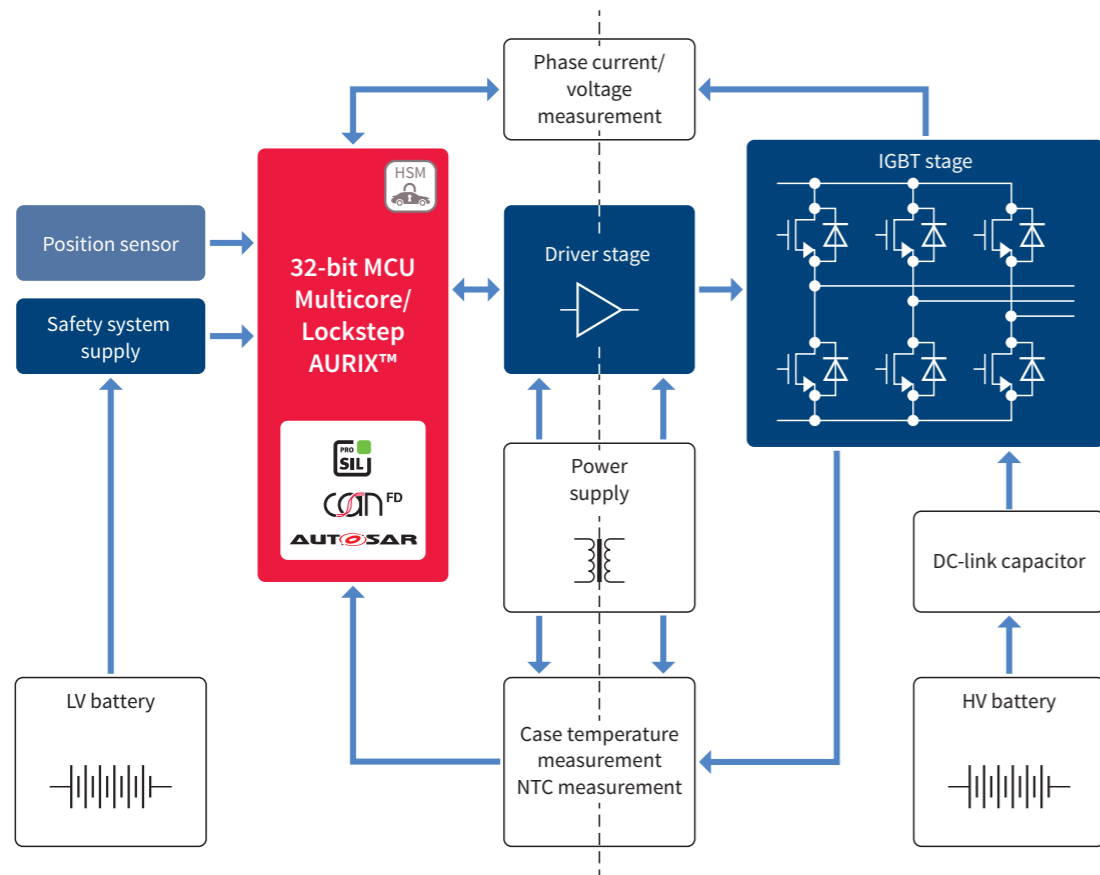 Phase current/
voltage
measurement
HSM
IGBT stage
Position sensor
Driver stage
32-bit MCU
Multicore/
Lockstep
AURIX™
Safety system
supply
PRO
SIL
CAN FD
AUTOSAR
Power
supply
DC-link capacitor
LV battery
Case temperature
measurement
NTC measurement
HV battery